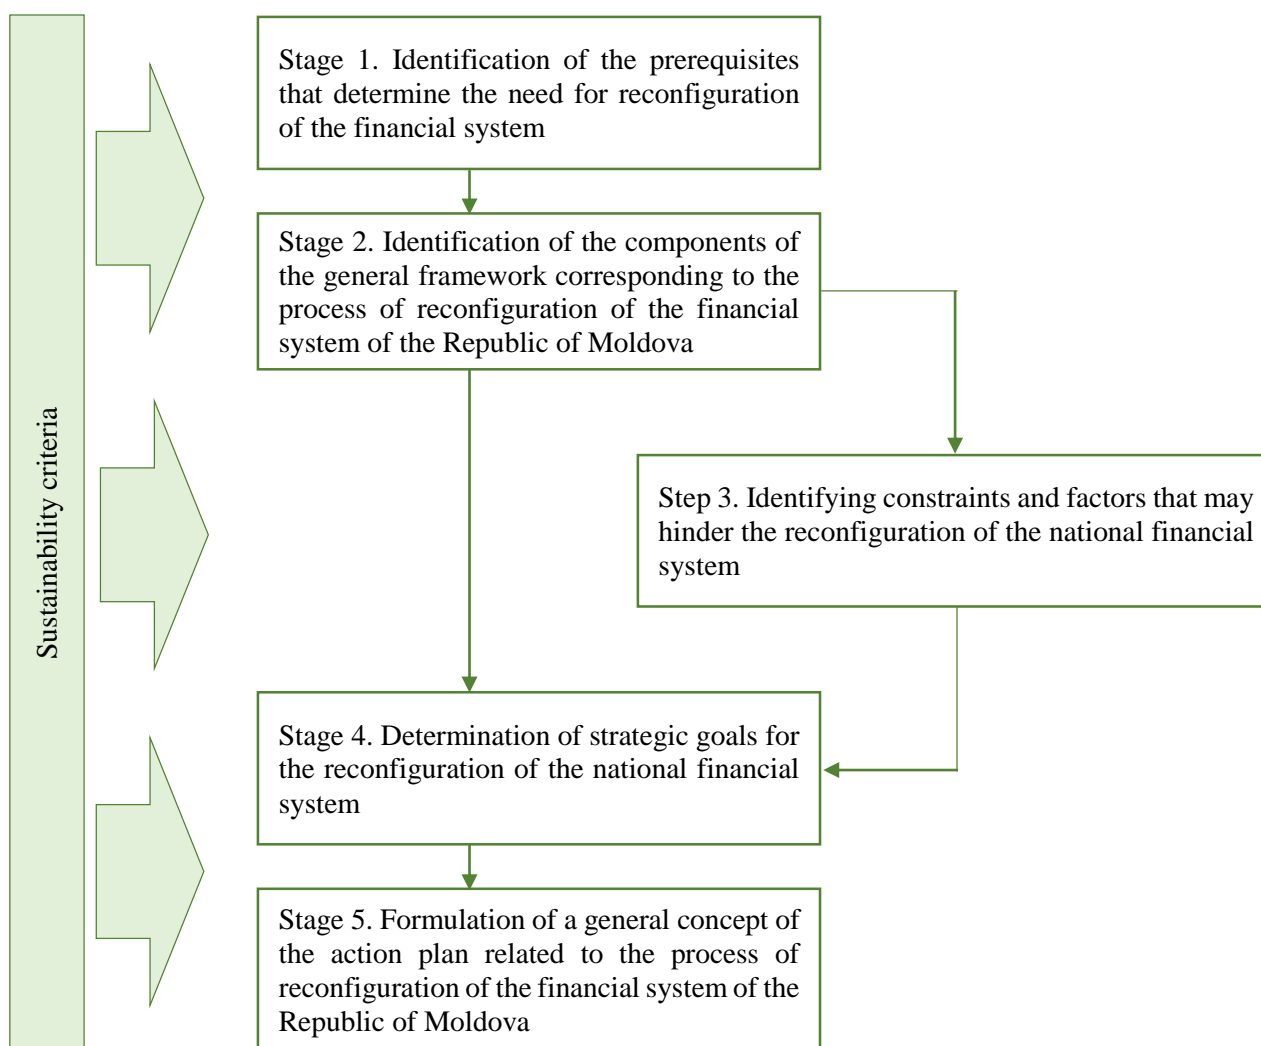 Sustainability criteria
Stage 1. Identification of the prerequisites
that determine the need for reconfiguration
of the financial system
Stage 2. Identification of the components of
the general framework corresponding to the
process of reconfiguration of the financial
system of the Republic of Moldova
Step 3. Identifying constraints and factors that may
hinder the reconfiguration of the national financial
system
Stage 4. Determination of strategic goals for
the reconfiguration of the national financial
system
Stage 5. Formulation of a general concept of
the action plan related to the process of
reconfiguration of the financial system of the
Republic of Moldova